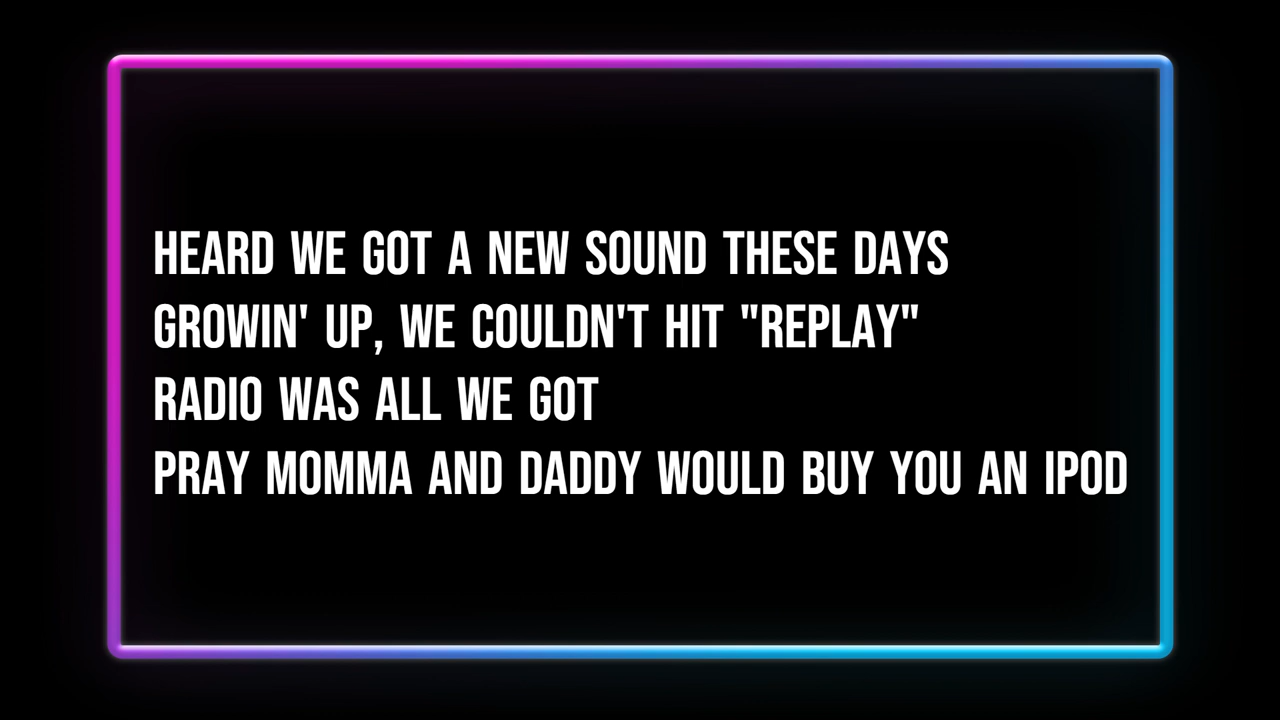 HEARD WE GOT A NEW SOUND THESE DAYS
GROWIN' UP, WE COULDN'T HIT "REPLAY"
RADIO WAS ALL WE GOT
PRAY MOMMA AND DADDY WOULD BUY YOU AN IPOD